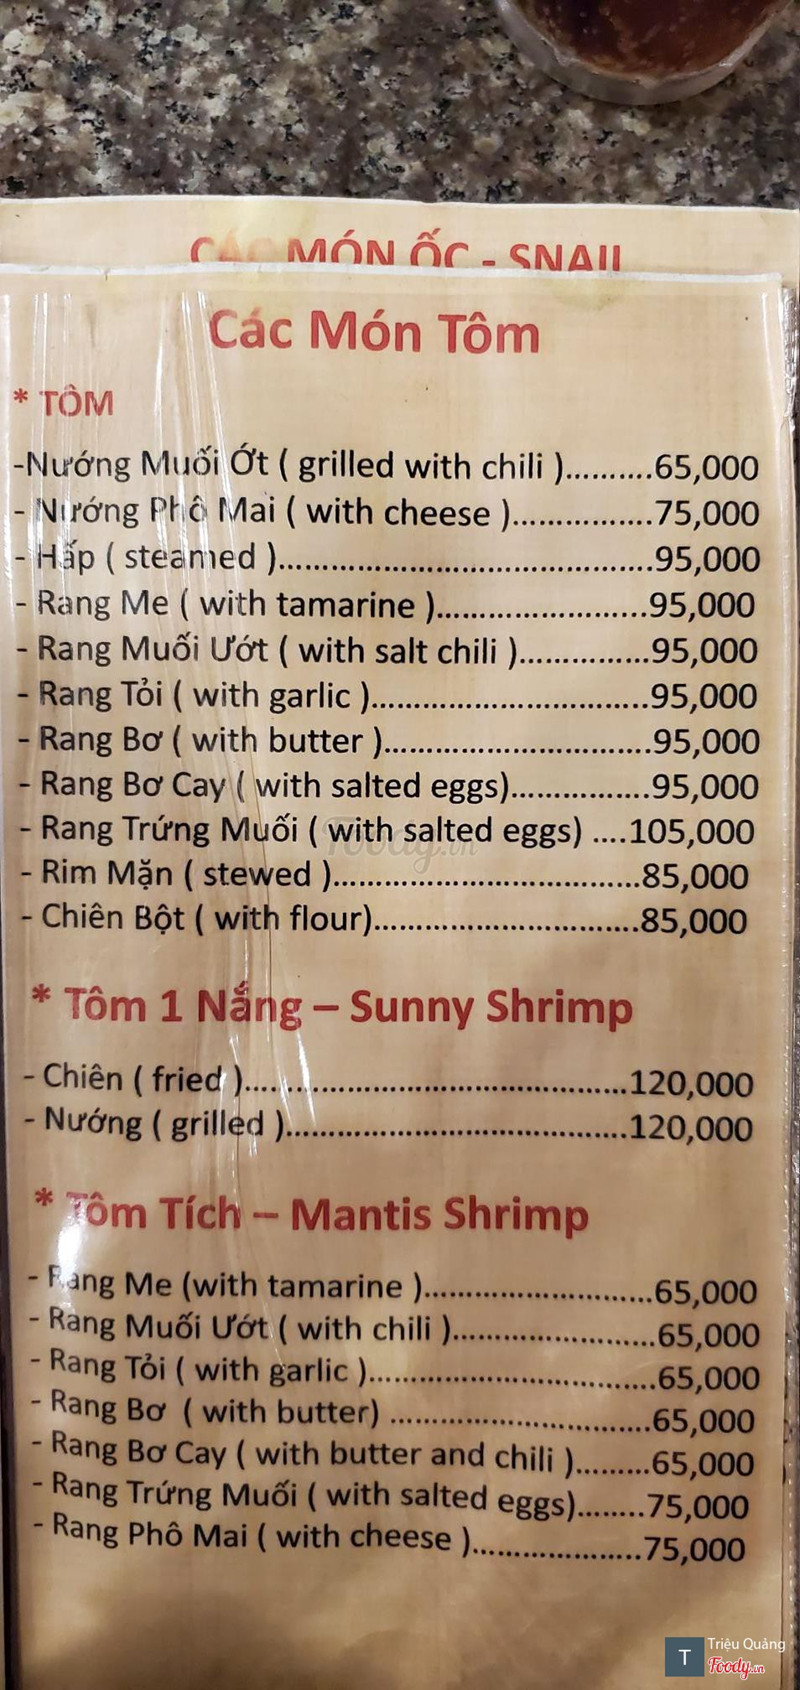 CÁC MÓN ỐC - SNAIL
Các Món Tôm
* TÔM
-Nướng Muối Ớt ( grilled with chili )..........65,000
- Nướng Phô Mai ( with cheese )................75,000
- Hấp ( steamed )...........................................95,000
- Rang Me ( with tamarine )........................95,000
- Rang Muối Ướt ( with salt chili )...............95,000
- Rang Tỏi ( with garlic )................................95,000
- Rang Bơ ( with butter )...............................95,000
- Rang Bơ Cay ( with salted eggs)................95,000
- Rang Trứng Muối ( with salted eggs) ....105,000
- Rim Mặn ( stewed )...................................85,000
- Chiên Bột ( with flour)..............................85,000
* Tôm 1 Nắng – Sunny Shrimp
- Chiên ( fried )............................................120,000
- Nướng ( grilled ).......................................120,000
* Tôm Tích – Mantis Shrimp
- Rang Me (with tamarine )..........................65,000
- Rang Muối Ướt ( with chili ).......................65,000
- Rang Tỏi ( with garlic ).................................65,000
- Rang Bơ ( with butter) ..............................65,000
- Rang Bơ Cay ( with butter and chili ).........65,000
- Rang Trứng Muối ( with salted eggs)........75,000
- Rang Phô Mai ( with cheese )....................75,000
Foody.vn
T
Triệu Quảng
Foody.vn